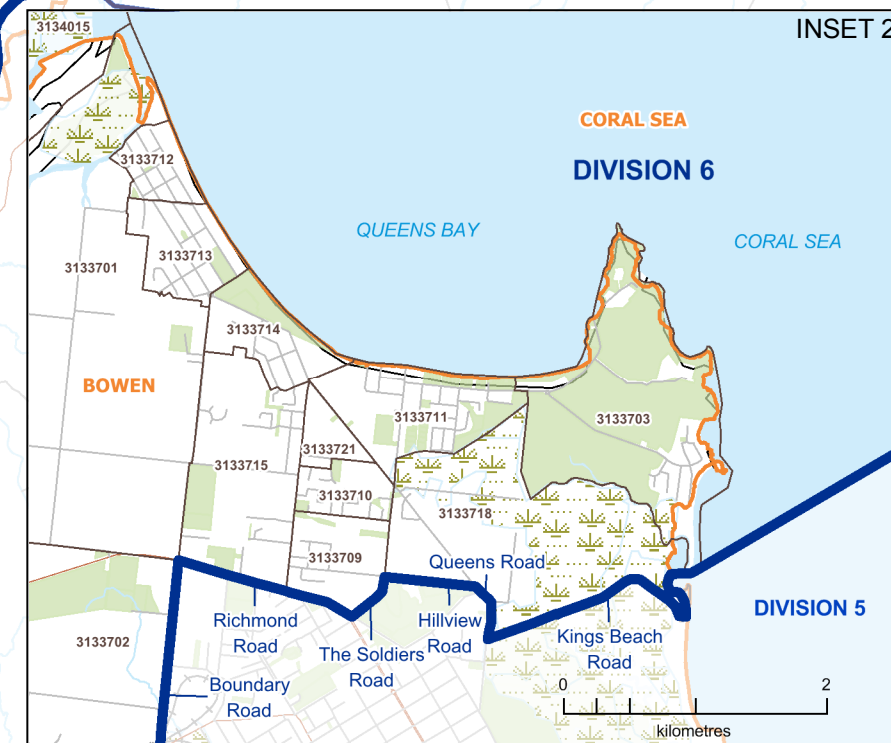 3134015
INSET 2
CORAL SEA
DIVISION 6
3133712
QUEENS BAY
CORAL SEA
3133713
3133701
3133714
BOWEN
3133711
3133703
3133721
3133715
3133710
3133718
3133709
Queens Road
Richmond
Road
The Soldiers
Road
Hillview
Road
Kings Beach
Road
DIVISION 5
3133702
Boundary
Road
0
2
kilometres